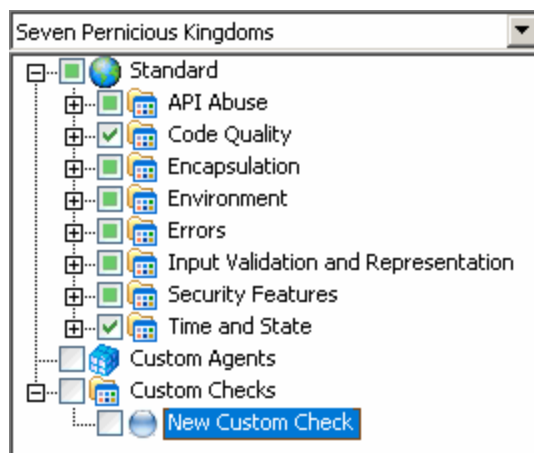 Seven Pernicious Kingdoms
Standard
API Abuse
Code Quality
Encapsulation
Environment
Errors
Input Validation and Representation
Security Features
Time and State
Custom Agents
Custom Checks
New Custom Check